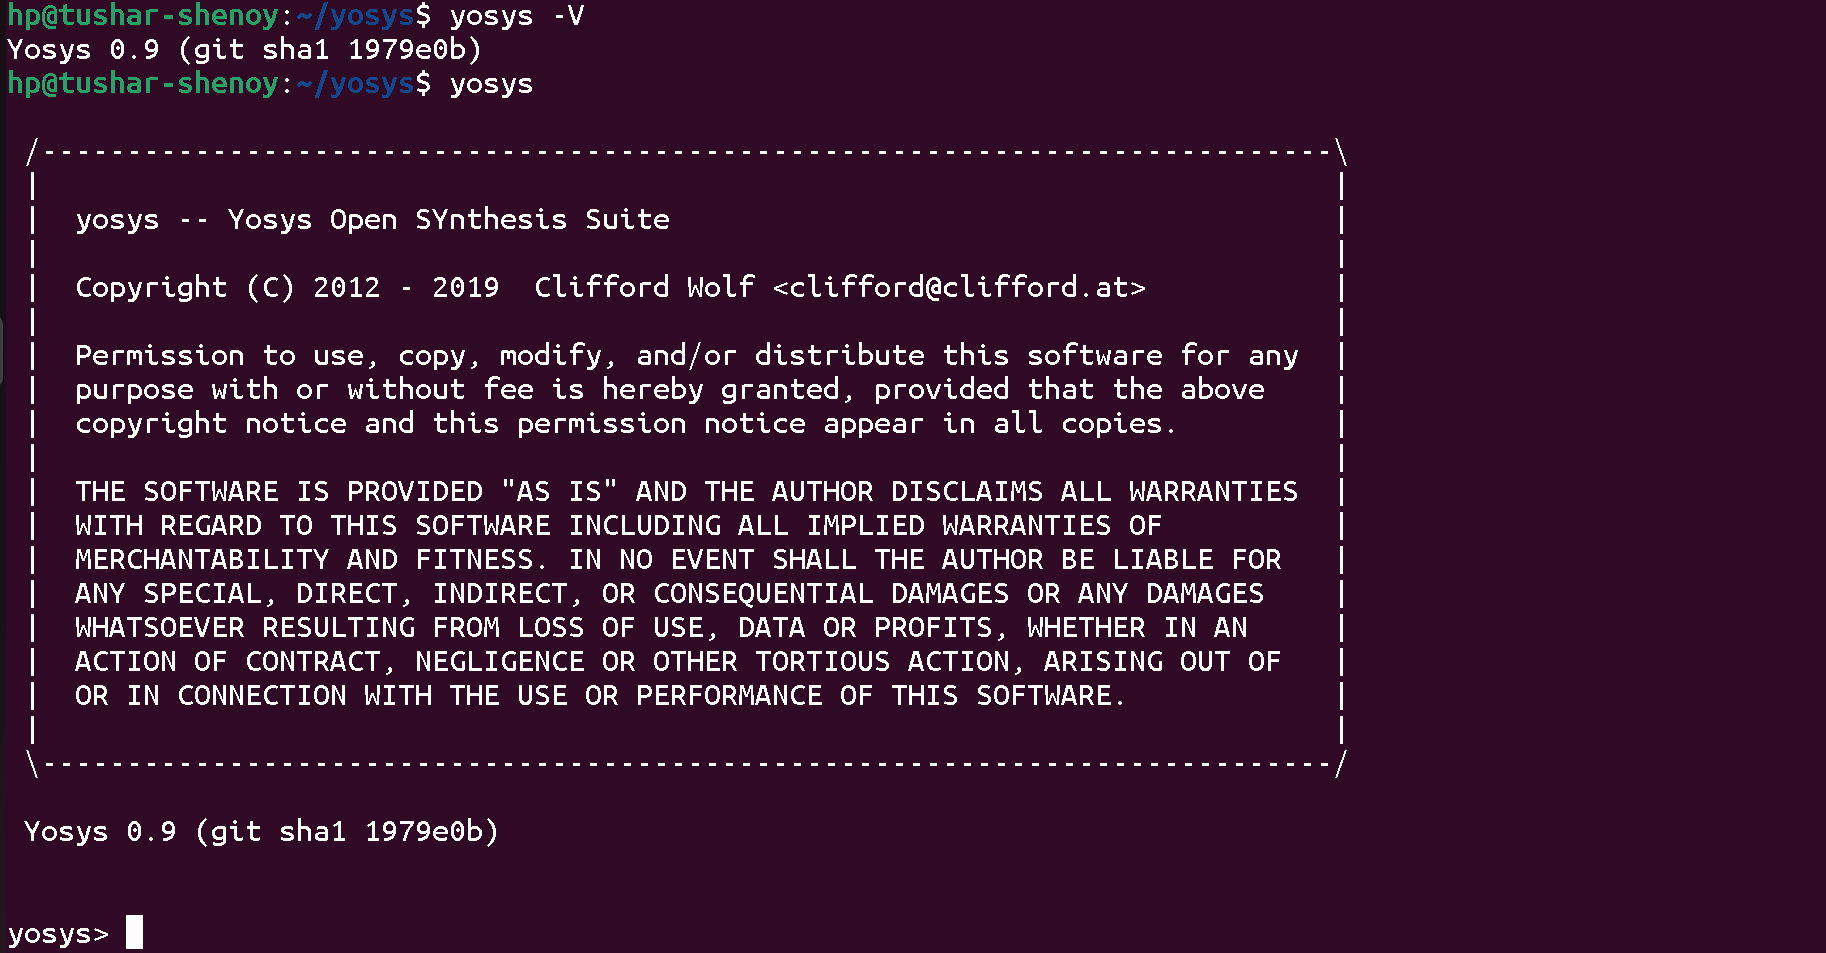 hp@tushar-shenoy:~/yosys$ yosys -V
Yosys 0.9 (git sha1 1979e0b)
hp@tushar-shenoy:~/yosys$ yosys
/----------------------------------------------------------------------------\
|                                                                            |
|  yosys -- Yosys Open SYnthesis Suite                                       |
|                                                                            |
|  Copyright (C) 2012 - 2019  Clifford Wolf <clifford@clifford.at>           |
|                                                                            |
|  Permission to use, copy, modify, and/or distribute this software for any  |
|  purpose with or without fee is hereby granted, provided that the above    |
|  copyright notice and this permission notice appear in all copies.         |
|                                                                            |
|  THE SOFTWARE IS PROVIDED "AS IS" AND THE AUTHOR DISCLAIMS ALL WARRANTIES  |
|  WITH REGARD TO THIS SOFTWARE INCLUDING ALL IMPLIED WARRANTIES OF          |
|  MERCHANTABILITY AND FITNESS. IN NO EVENT SHALL THE AUTHOR BE LIABLE FOR   |
|  ANY SPECIAL, DIRECT, INDIRECT, OR CONSEQUENTIAL DAMAGES OR ANY DAMAGES    |
|  WHATSOEVER RESULTING FROM LOSS OF USE, DATA OR PROFITS, WHETHER IN AN     |
|  ACTION OF CONTRACT, NEGLIGENCE OR OTHER TORTIOUS ACTION, ARISING OUT OF   |
|  OR IN CONNECTION WITH THE USE OR PERFORMANCE OF THIS SOFTWARE.            |
|                                                                            |
\----------------------------------------------------------------------------/
Yosys 0.9 (git sha1 1979e0b)
yosys>